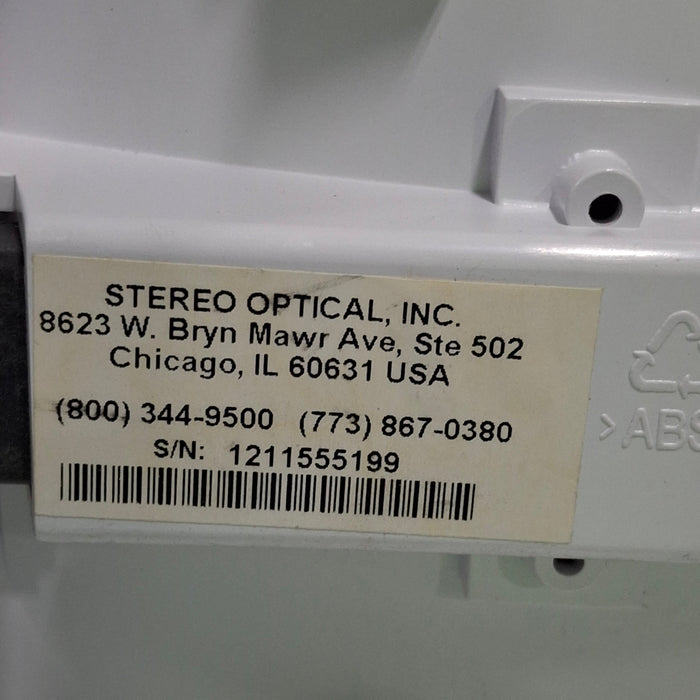 STEREO OPTICAL, INC.
8623 W. Bryn Mawr Ave, Ste 502
Chicago, IL 60631 USA
(800) 344-9500 (773) 867-0380
S/N: 1211555199
>ABS